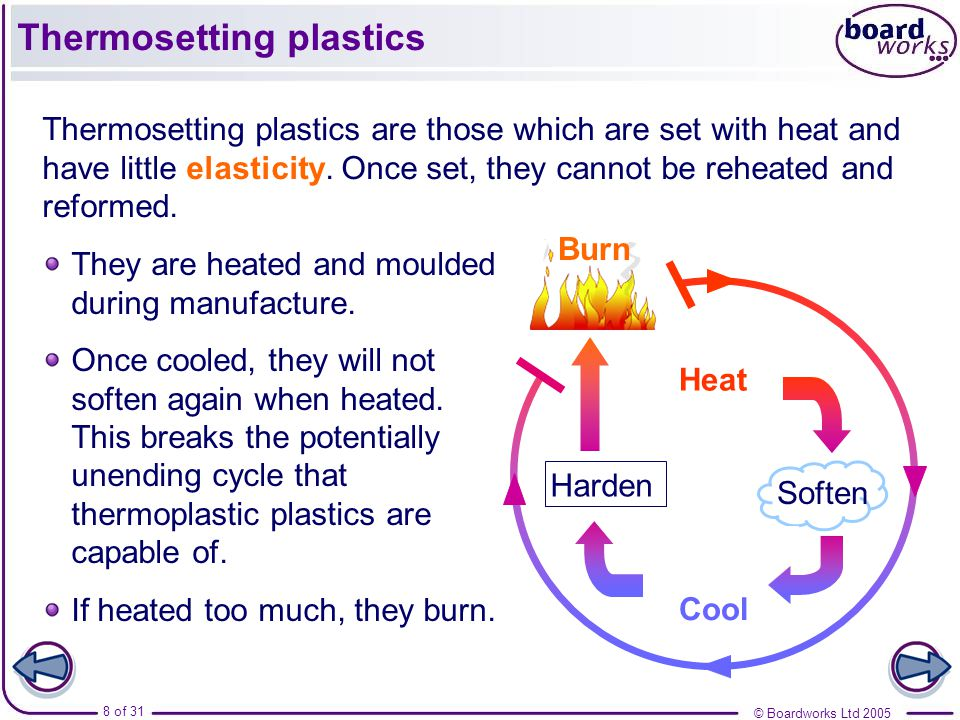 Thermosetting plastics
board
works
Thermosetting plastics are those which are set with heat and
have little elasticity. Once set, they cannot be reheated and
reformed.
They are heated and moulded
during manufacture.
Once cooled, they will not
soften again when heated.
This breaks the potentially
unending cycle that
thermoplastic plastics are
capable of.
If heated too much, they burn.
Burn
Heat
Harden
Soften
Cool
8 of 31
© Boardworks Ltd 2005